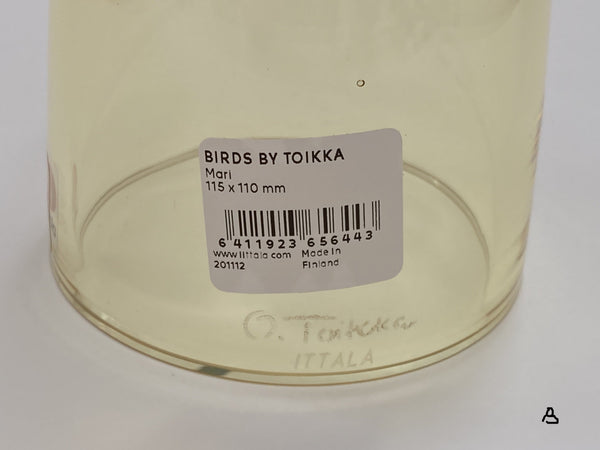 BIRDS BY TOIKKA
Mari
115 x 110 mm
6 411923 656443
www.iittala.com Made in
201112 Finland
O. Toikka
IITTALA